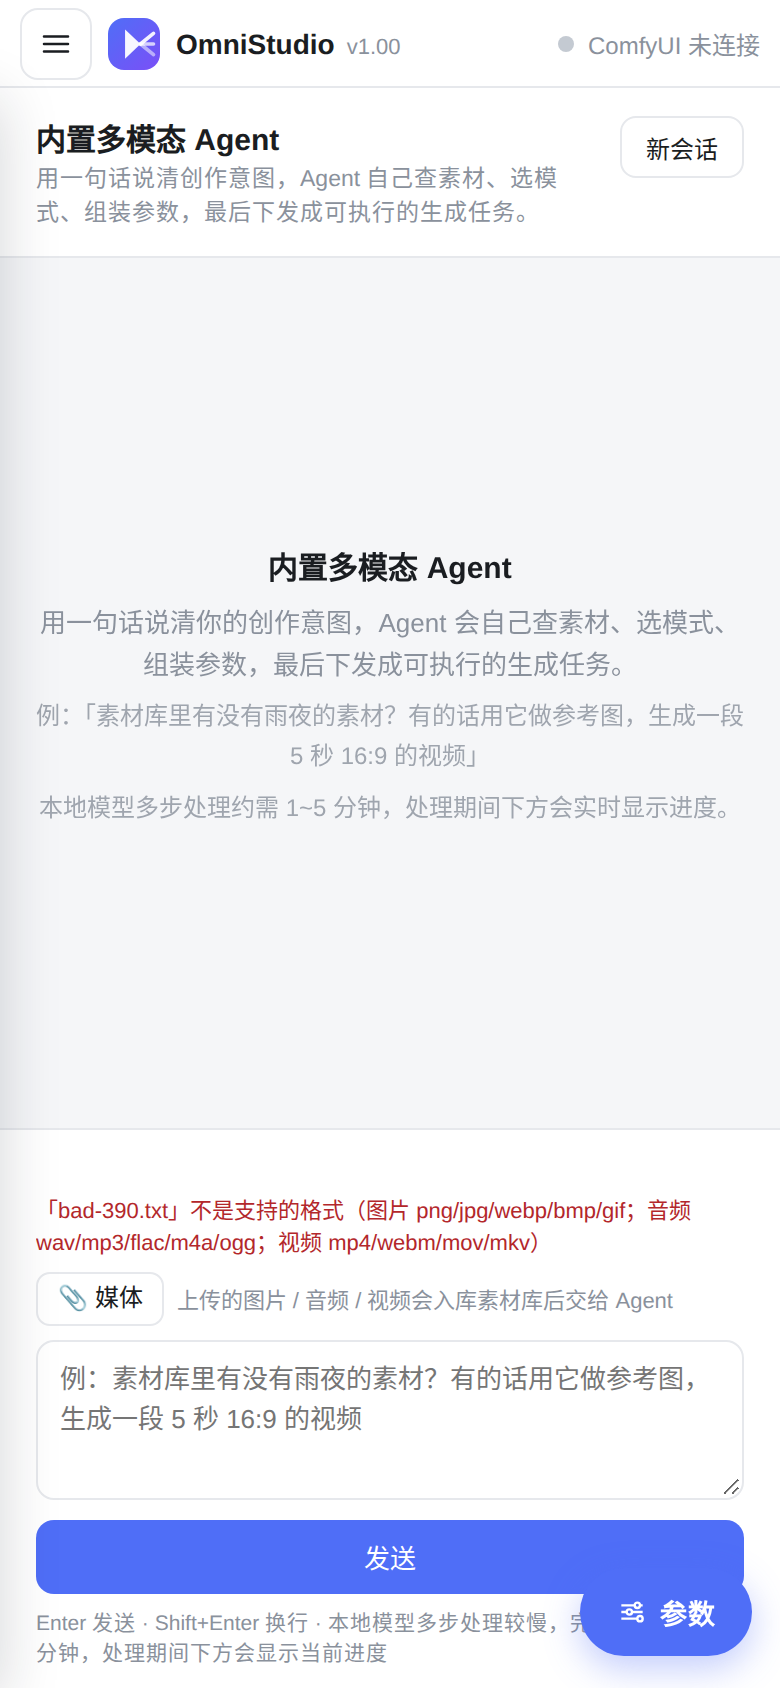 OmniStudio v1.00
ComfyUI 未连接
内置多模态 Agent
新会话
用一句话说清创作意图，Agent 自己查素材、选模
式、组装参数，最后下发成可执行的生成任务。
内置多模态 Agent
用一句话说清你的创作意图，Agent 会自己查素材、选模式、
组装参数，最后下发成可执行的生成任务。
例：「素材库里有没有雨夜的素材？有的话用它做参考图，生成一段
5 秒 16:9 的视频」
本地模型多步处理约需 1~5 分钟，处理期间下方会实时显示进度。
「bad-390.txt」不是支持的格式（图片 png/jpg/webp/bmp/gif；音频
wav/mp3/flac/m4a/ogg；视频 mp4/webm/mov/mkv）
媒体 上传的图片 / 音频 / 视频会入库素材库后交给 Agent
例：素材库里有没有雨夜的素材？有的话用它做参考图，
生成一段 5 秒 16:9 的视频
发送
Enter 发送 · Shift+Enter 换行 · 本地模型多步处理较慢，
分钟，处理期间下方会显示当前进度
参数